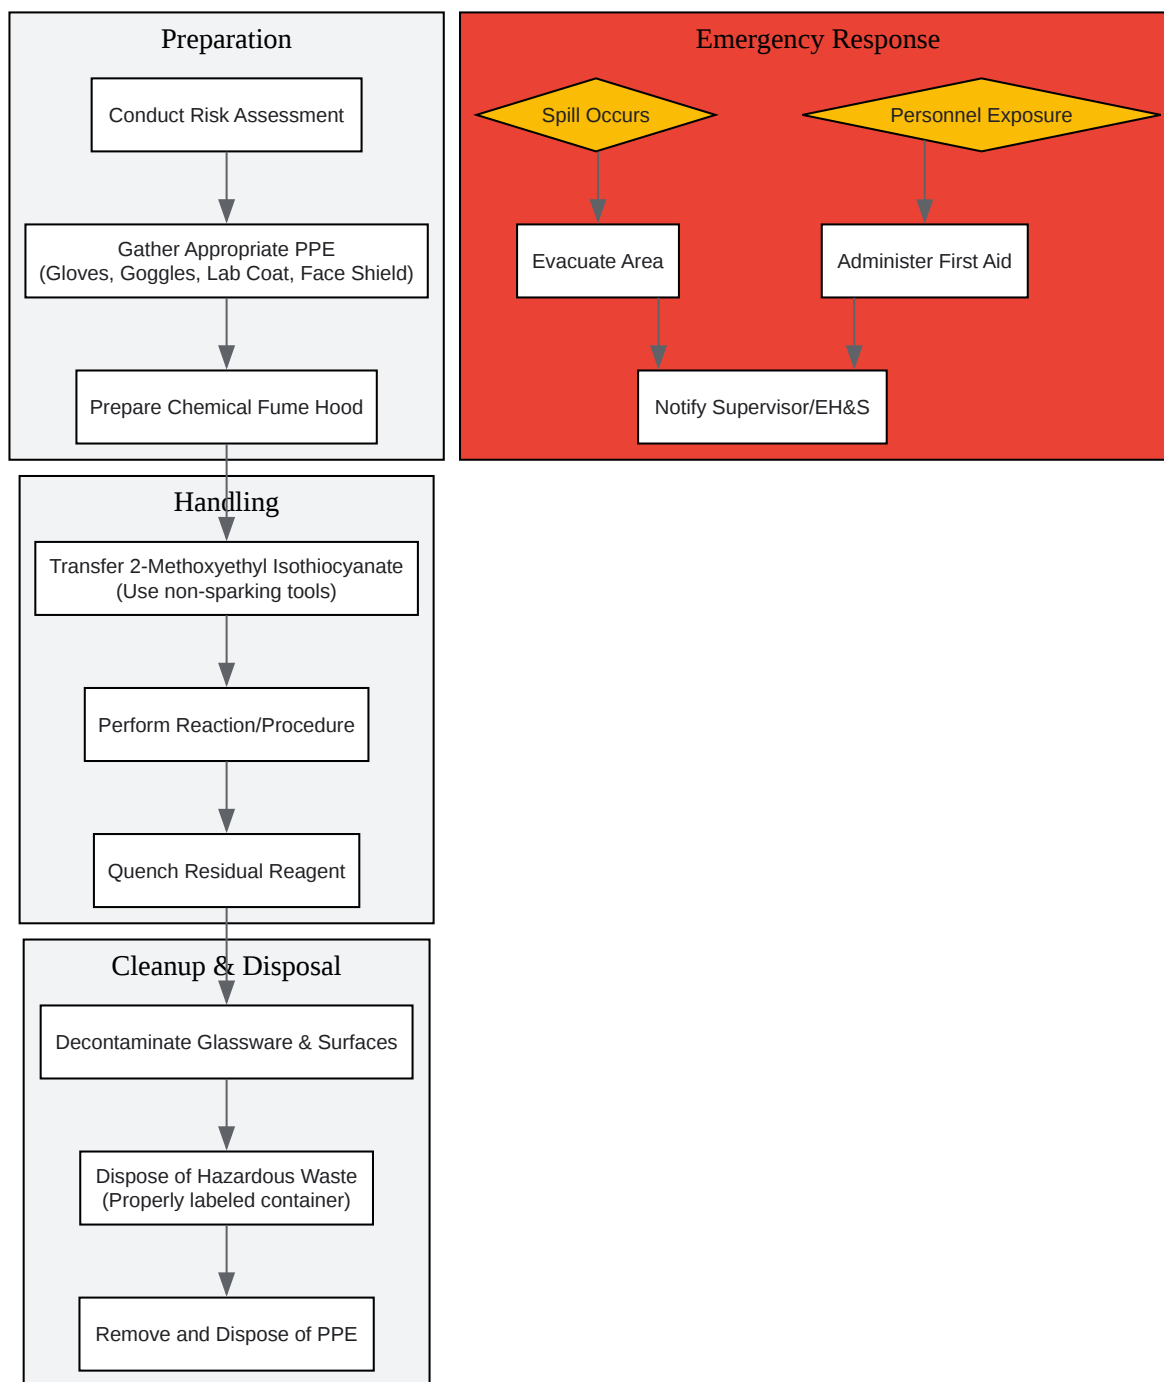 Preparation
Conduct Risk Assessment
Gather Appropriate PPE
(Gloves, Goggles, Lab Coat, Face Shield)
Prepare Chemical Fume Hood
Emergency Response
Spill Occurs
Personnel Exposure
Evacuate Area
Administer First Aid
Notify Supervisor/EH&S
Handling
Transfer 2-Methoxyethyl Isothiocyanate
(Use non-sparking tools)
Perform Reaction/Procedure
Quench Residual Reagent
Cleanup & Disposal
Decontaminate Glassware & Surfaces
Dispose of Hazardous Waste
(Properly labeled container)
Remove and Dispose of PPE